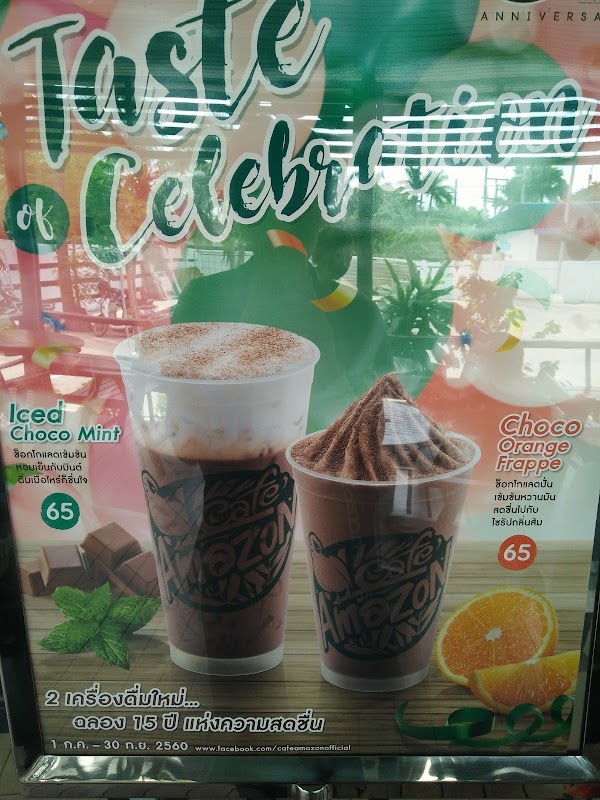 ANNIVERSA
Taste
of Celebration
Iced
Choco Mint
ช็อกโกแลตเข้มข้น
หอมเย็นกับมินต์
ดื่มเมื่อไหร่ก็ชื่นใจ
65
Choco
Orange
Frappe
ช็อกโกแลตปั่น
เข้มข้นหวานมัน
สดชื่นไปกับ
ไซรัปกลิ่นส้ม
65
Café
Amazon
Café
Amazon
2 เครื่องดื่มใหม่...
ฉลอง 15 ปี แห่งความสดชื่น
1 ก.ค. – 30 ก.ย. 2560 www.facebook.com/cafeamazonofficial